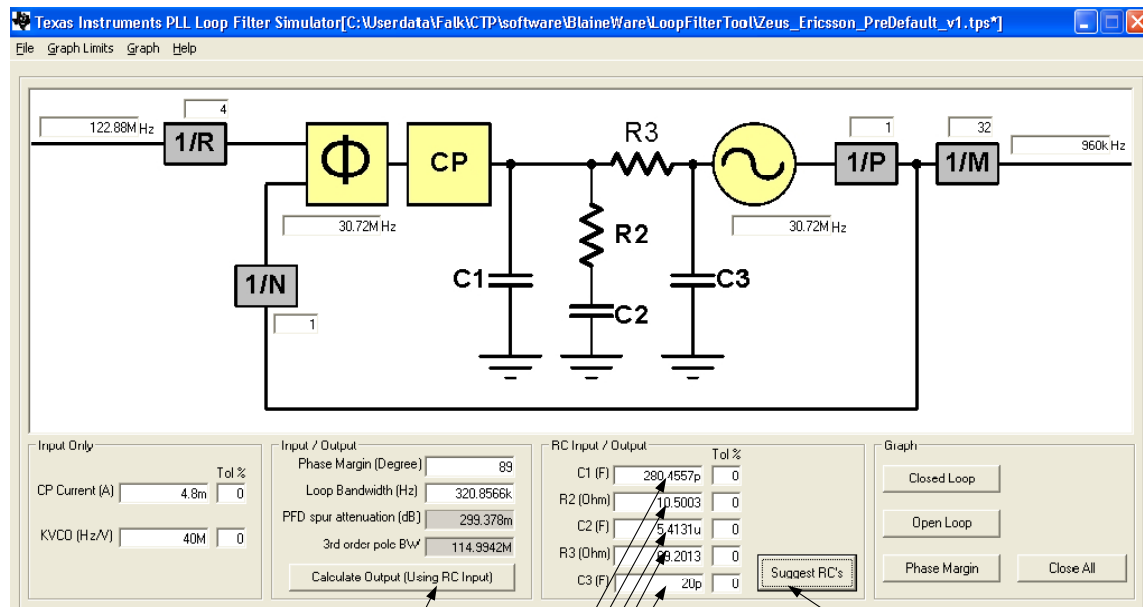 Texas Instruments PLL Loop Filter Simulator[C:\Userdata\Falk\CTP\software\BlaineWare\LoopFilterTool\Zeus_Ericsson_PreDefault_v1.tps*]
File Graph Limits Graph Help
4
122.88M Hz
1/R
Φ
CP
R3
1
32
1/P
1/M
960k Hz
30.72M Hz
30.72M Hz
R2
1/N
C1
C3
C2
1
Input Only
Tol %
CP Current (A) 4.8m 0
KVCO (Hz/V) 40M 0
Input / Output
Phase Margin (Degree) 89
Loop Bandwidth (Hz) 320.8566k
PFD spur attenuation (dB) 299.378m
3rd order pole BW 114.9942M
Calculate Output (Using RC Input)
RC Input / Output
Tol %
C1 (F) 280.4557p 0
R2 (Ohm) 10.5003 0
C2 (F) 5.4131u 0
R3 (Ohm) 0
C3 (F) 20p 0
Suggest RC's
Graph
Closed Loop
Open Loop
Phase Margin
Close All